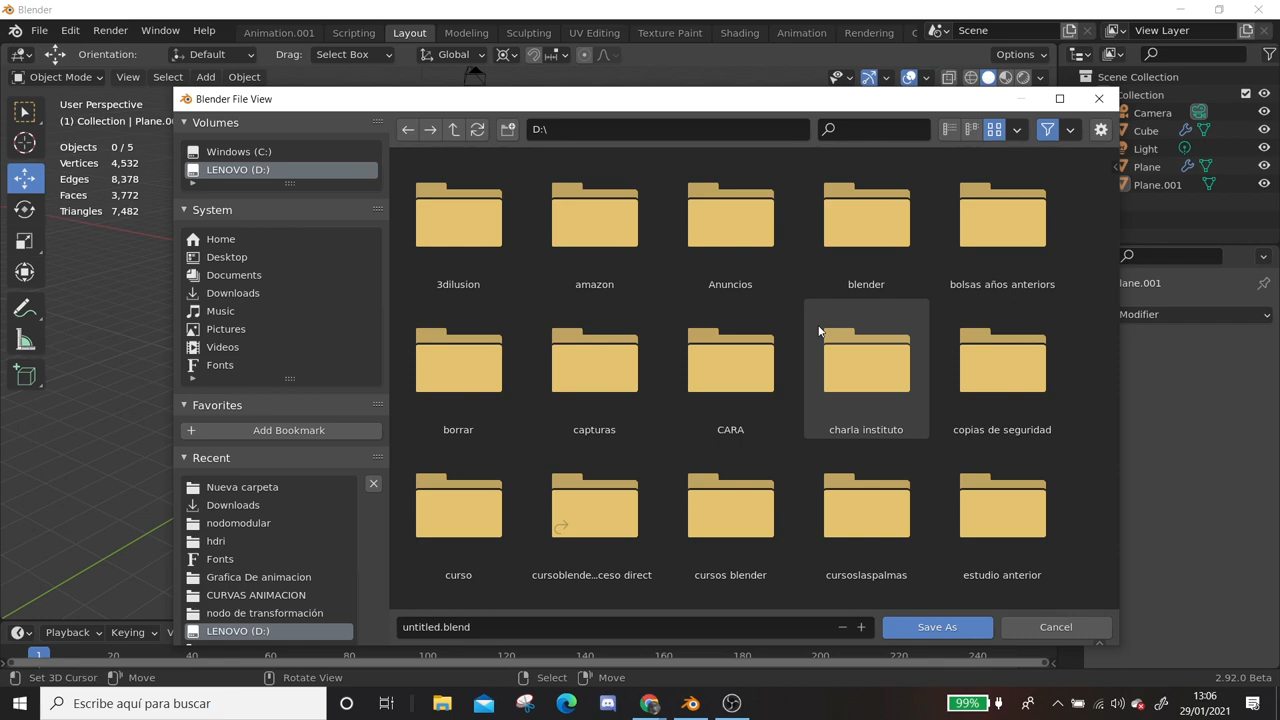 Blender
File Edit Render Window Help Animation.001 Scripting Layout Modeling Sculpting UV Editing Texture Paint Shading Animation Rendering C Scene View Layer
Orientation: Default Drag: Select Box Global Options
Object Mode View Select Add Object Scene Collection
Blender File View
User Perspective
(1) Collection | Plane.00
Objects 0 / 5
Vertices 4,532
Edges 8,378
Faces 3,772
Triangles 7,482
Volumes
Windows (C:)
LENOVO (D:)
System
Home
Desktop
Documents
Downloads
Music
Pictures
Videos
Fonts
Favorites
Add Bookmark
Recent
Nueva carpeta
Downloads
nodomodular
hdri
Fonts
Grafica De animacion
CURVAS ANIMACION
nodo de transformación
LENOVO (D:)
D:\
3dilusion amazon Anuncios blender bolsas años anteriors
borrar capturas CARA charla instituto copias de seguridad
curso cursoblende...ceso direct cursos blender cursoslaspalmas estudio anterior
untitled.blend Save As Cancel
Collection
Camera
Cube
Light
Plane
Plane.001
lane.001
Modifier
Playback Keying V
1 20 40 60 80 100 120 140 160 180 200 220 240
Set 3D Cursor Move Rotate View Select Move 2.92.0 Beta
Escribe aquí para buscar 99% 13:06
29/01/2021